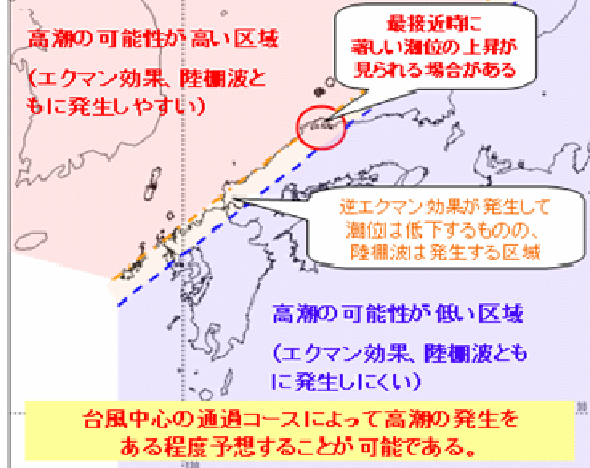 高潮の可能性が高い区域
（エクマン効果、陸棚波と
もに発生しやすい）
最接近時に
著しい潮位の上昇が
見られる場合がある
逆エクマン効果が発生して
潮位は低下するものの、
陸棚波は発生する区域
高潮の可能性が低い区域
（エクマン効果、陸棚波とも
に発生しにくい）
台風中心の通過コースによって高潮の発生を
ある程度予想することが可能である。